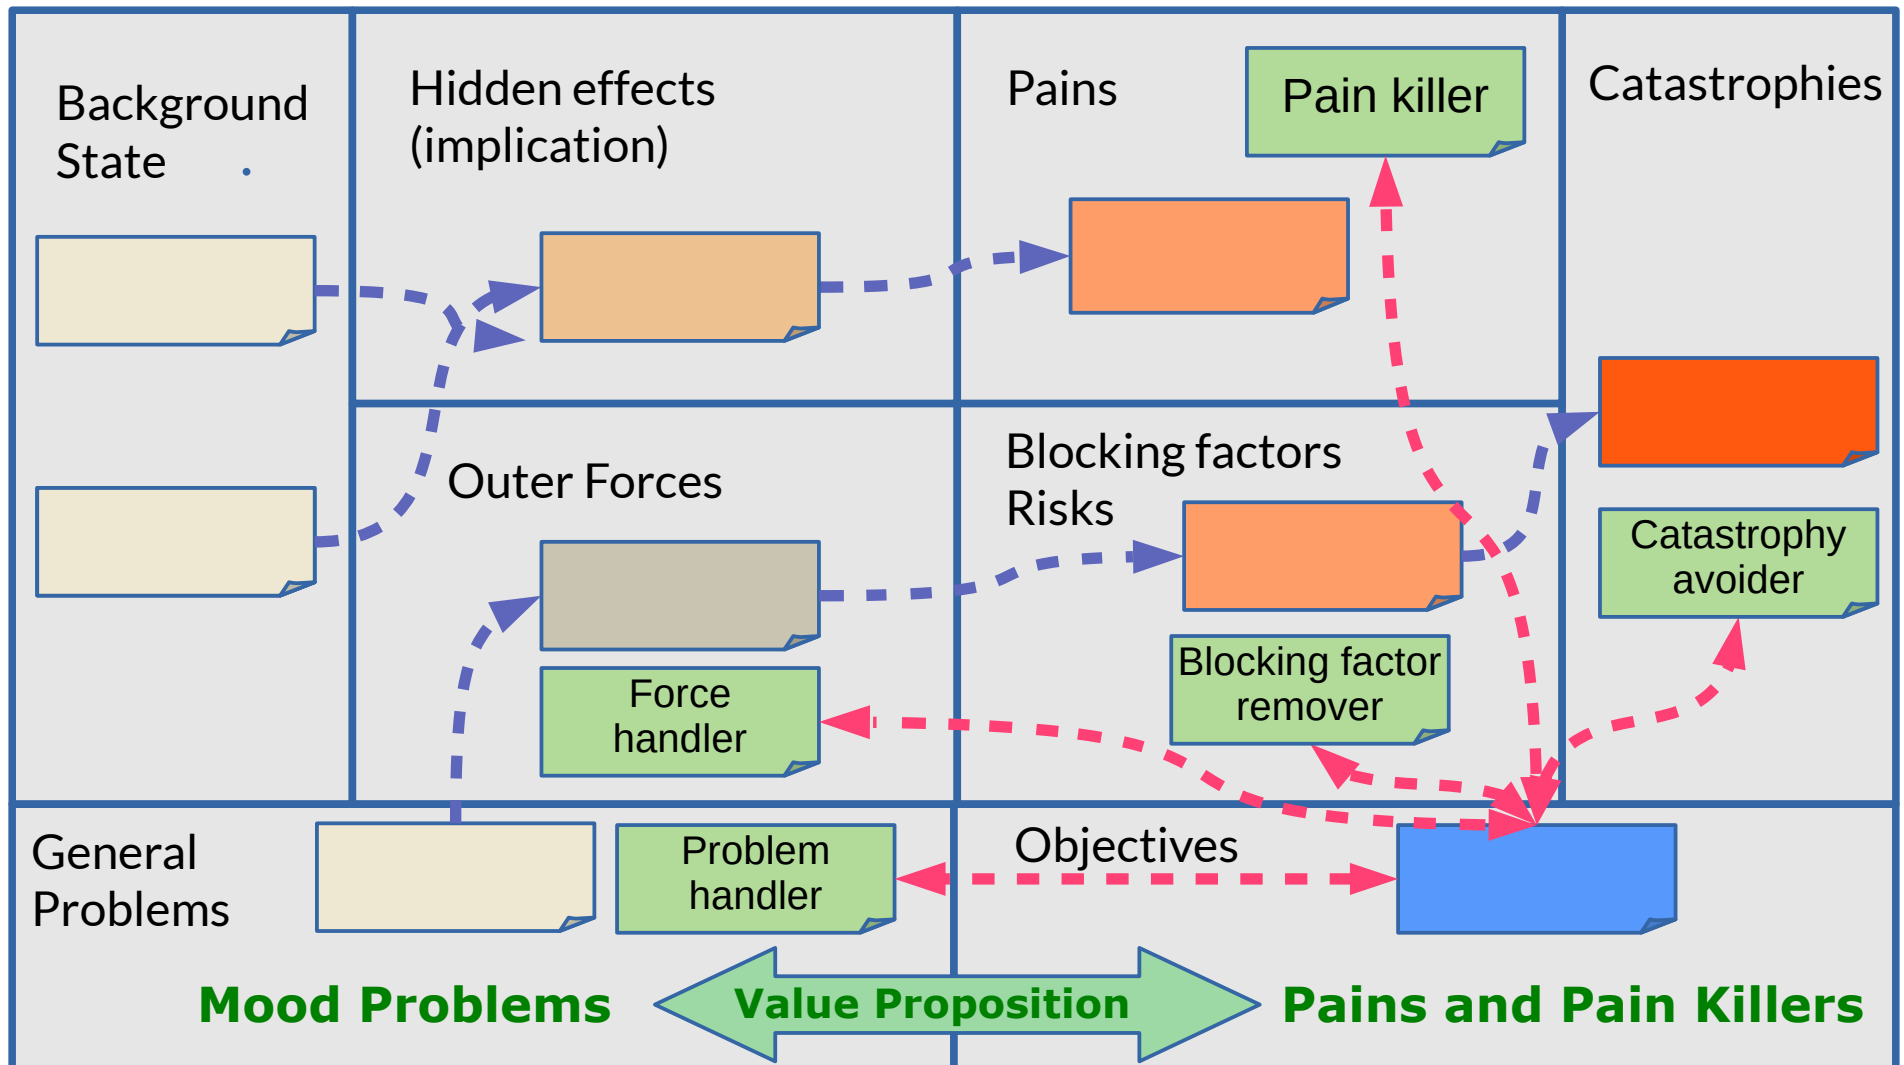 Background
State
Hidden effects
(implication)
Pains
Pain killer
Catastrophies
Outer Forces
Force
handler
Blocking factors
Risks
Blocking factor
remover
Catastrophy
avoider
General
Problems
Problem
handler
Objectives
Mood Problems
Value Proposition
Pains and Pain Killers